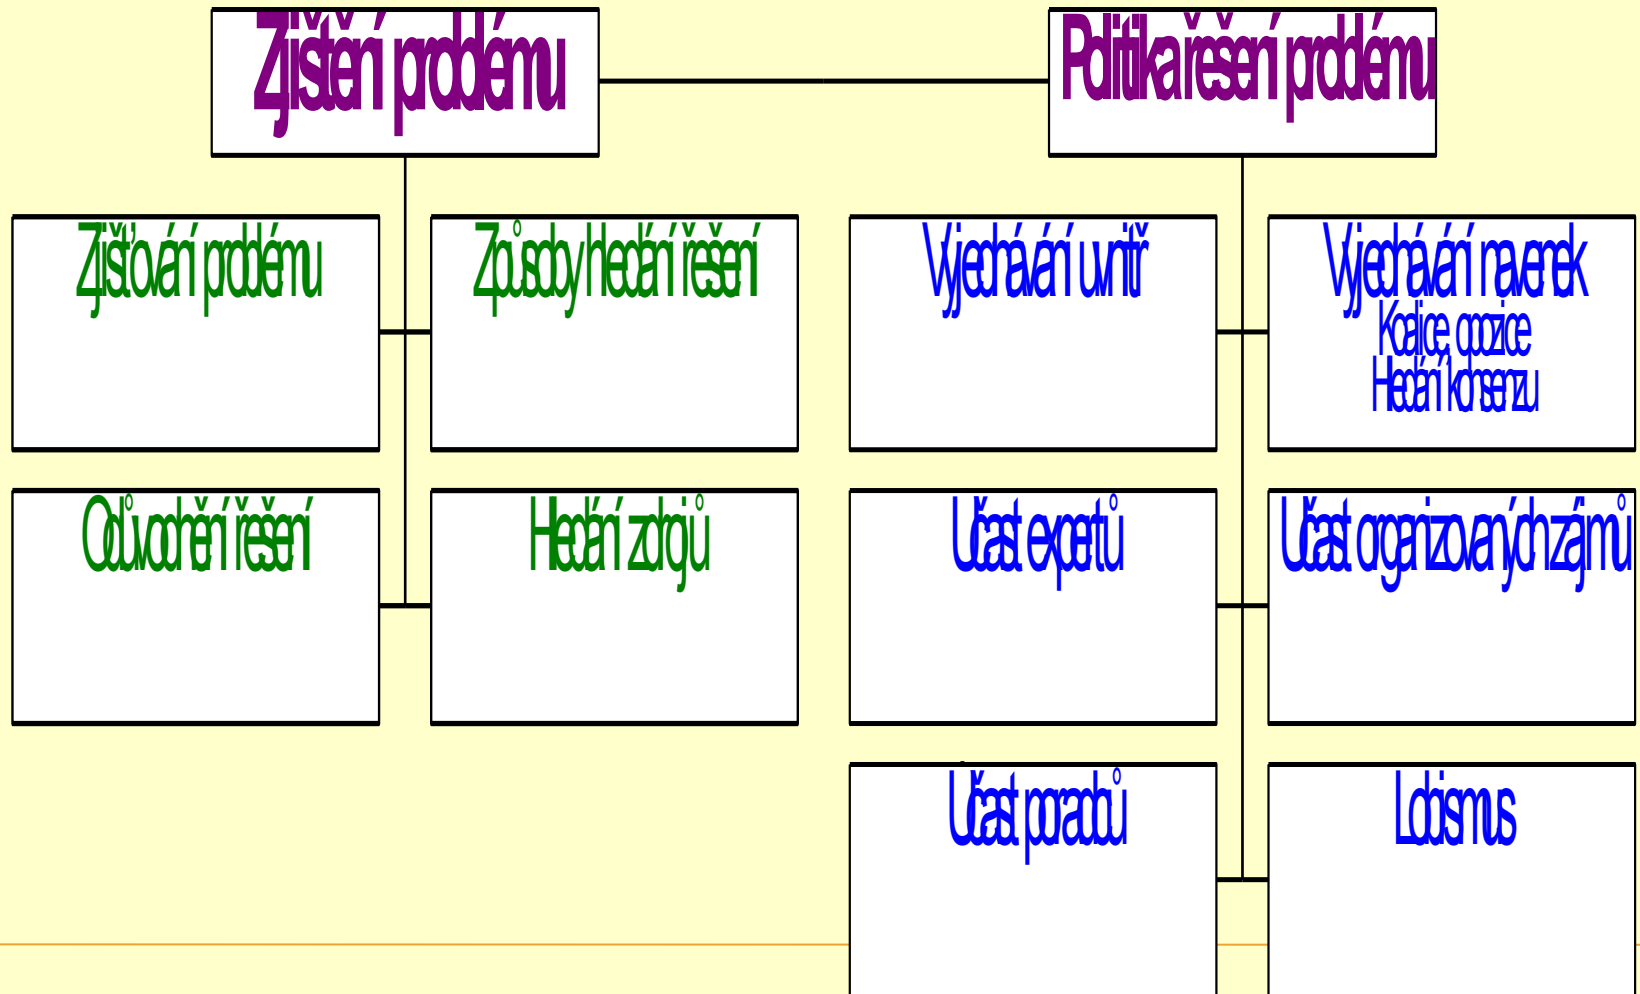 Zjištění problému
Politika řešení problému
Zjišťování problému
Způsoby hledání řešení
Vyjednávání uvnitř
Vyjednávání navenek
Koalice, opozice
Hledání konsenzu
Odůvodnění řešení
Hledání zdrojů
Účast expertů
Účast organizovaných zájmů
Účast poradců
Lobismus